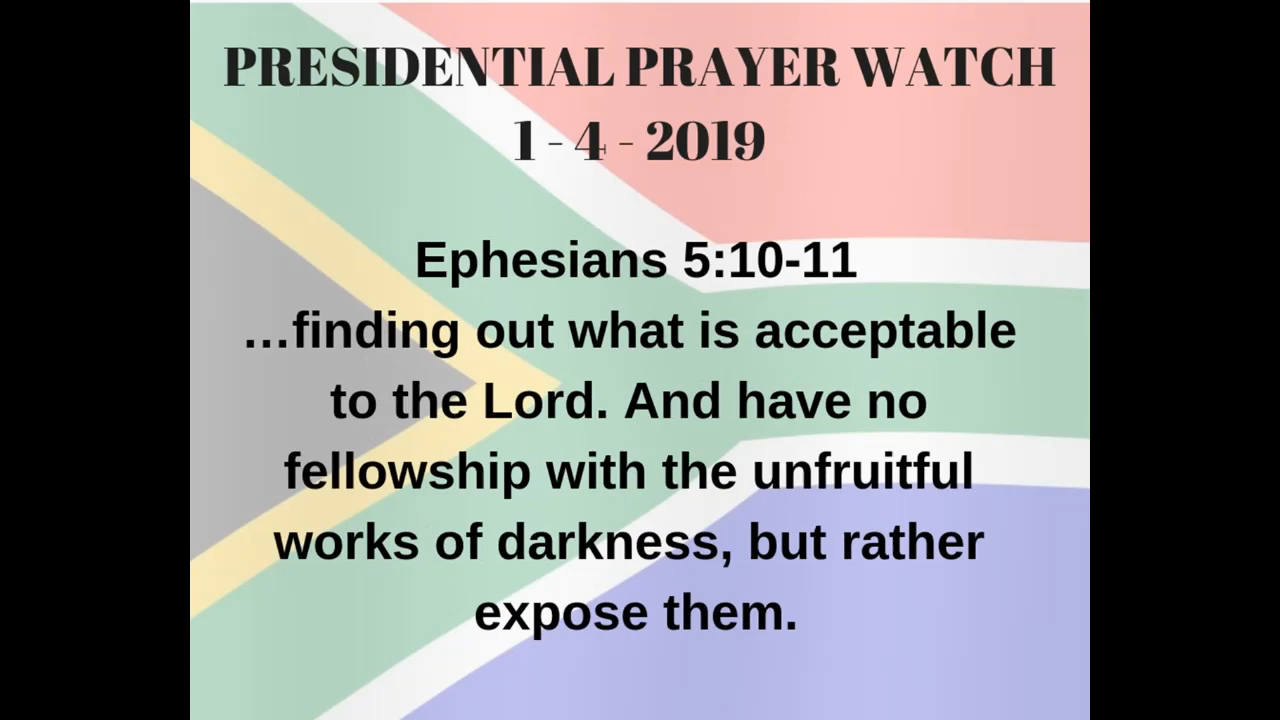 PRESIDENTIAL PRAYER WATCH
1 - 4 - 2019
Ephesians 5:10-11
…finding out what is acceptable
to the Lord. And have no
fellowship with the unfruitful
works of darkness, but rather
expose them.